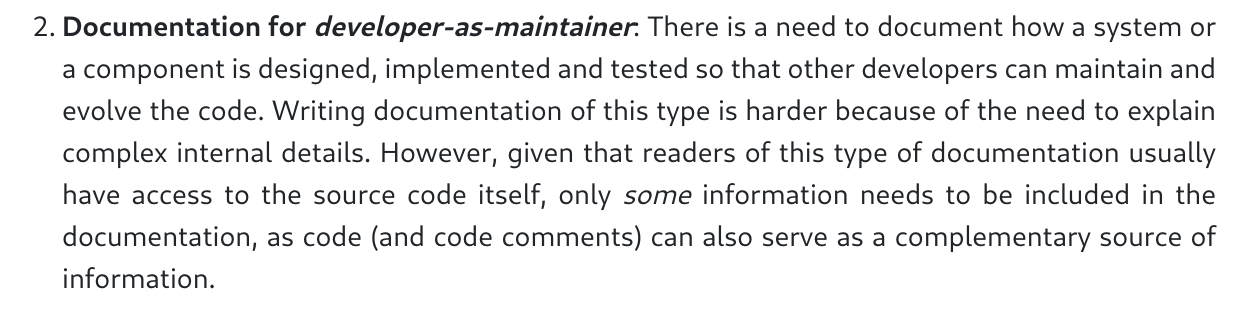 2. Documentation for developer-as-maintainer: There is a need to document how a system or
a component is designed, implemented and tested so that other developers can maintain and
evolve the code. Writing documentation of this type is harder because of the need to explain
complex internal details. However, given that readers of this type of documentation usually
have access to the source code itself, only some information needs to be included in the
documentation, as code (and code comments) can also serve as a complementary source of
information.